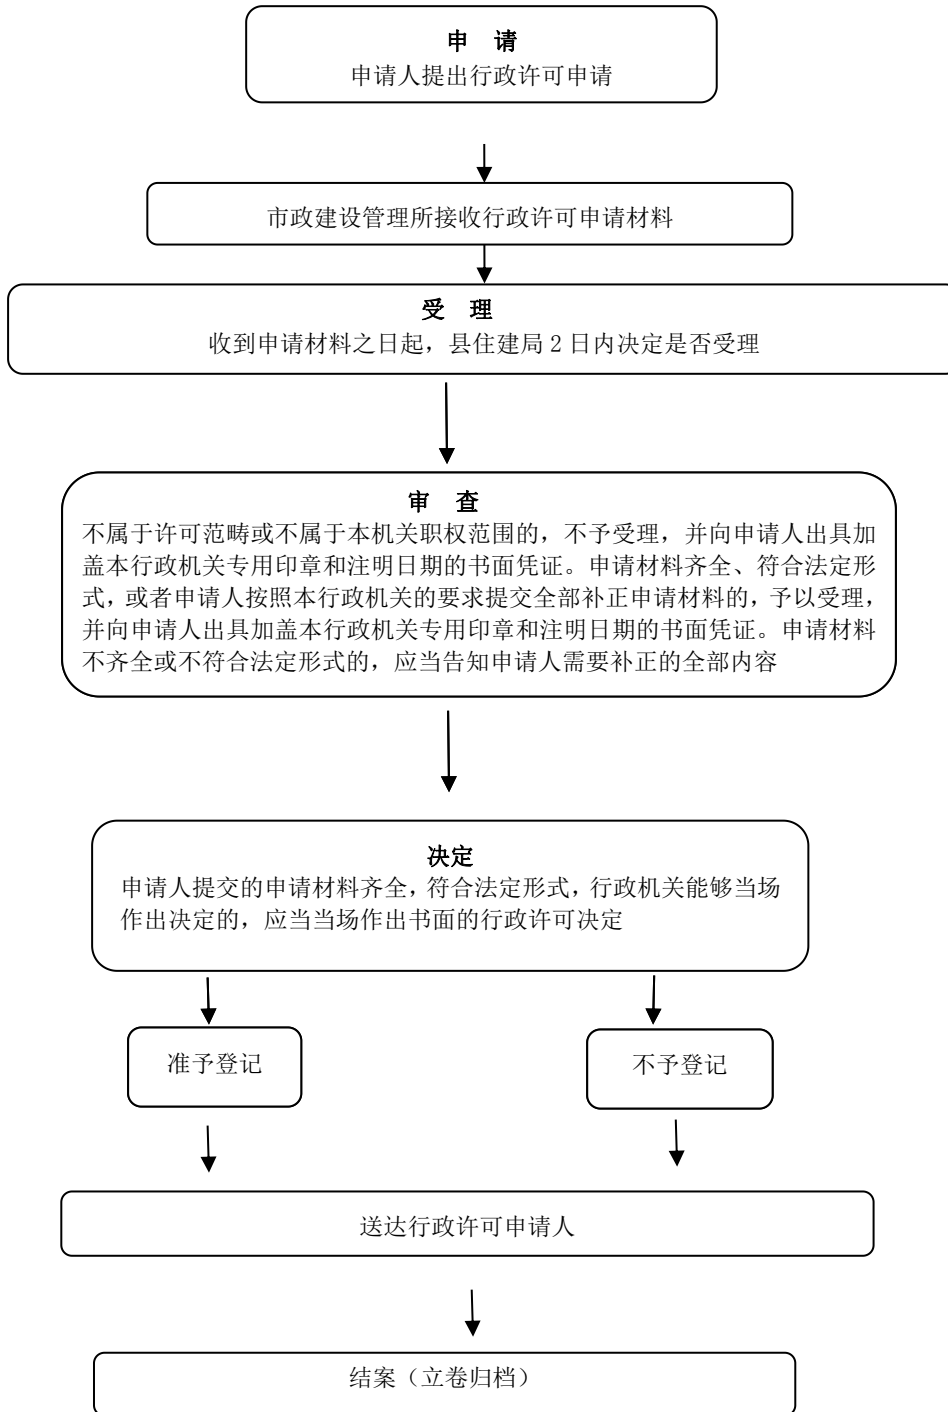 申 请
申请人提出行政许可申请
市政建设管理所接收行政许可申请材料
受 理
收到申请材料之日起，县住建局 2 日内决定是否受理
审 查
不属于许可范畴或不属于本机关职权范围的，不予受理，并向申请人出具加
盖本行政机关专用印章和注明日期的书面凭证。申请材料齐全、符合法定形
式，或者申请人按照本行政机关的要求提交全部补正申请材料的，予以受理，
并向申请人出具加盖本行政机关专用印章和注明日期的书面凭证。申请材料
不齐全或不符合法定形式的，应当告知申请人需要补正的全部内容
决定
申请人提交的申请材料齐全，符合法定形式，行政机关能够当场
作出决定的，应当当场作出书面的行政许可决定
准予登记
不予登记
送达行政许可申请人
结案（立卷归档）